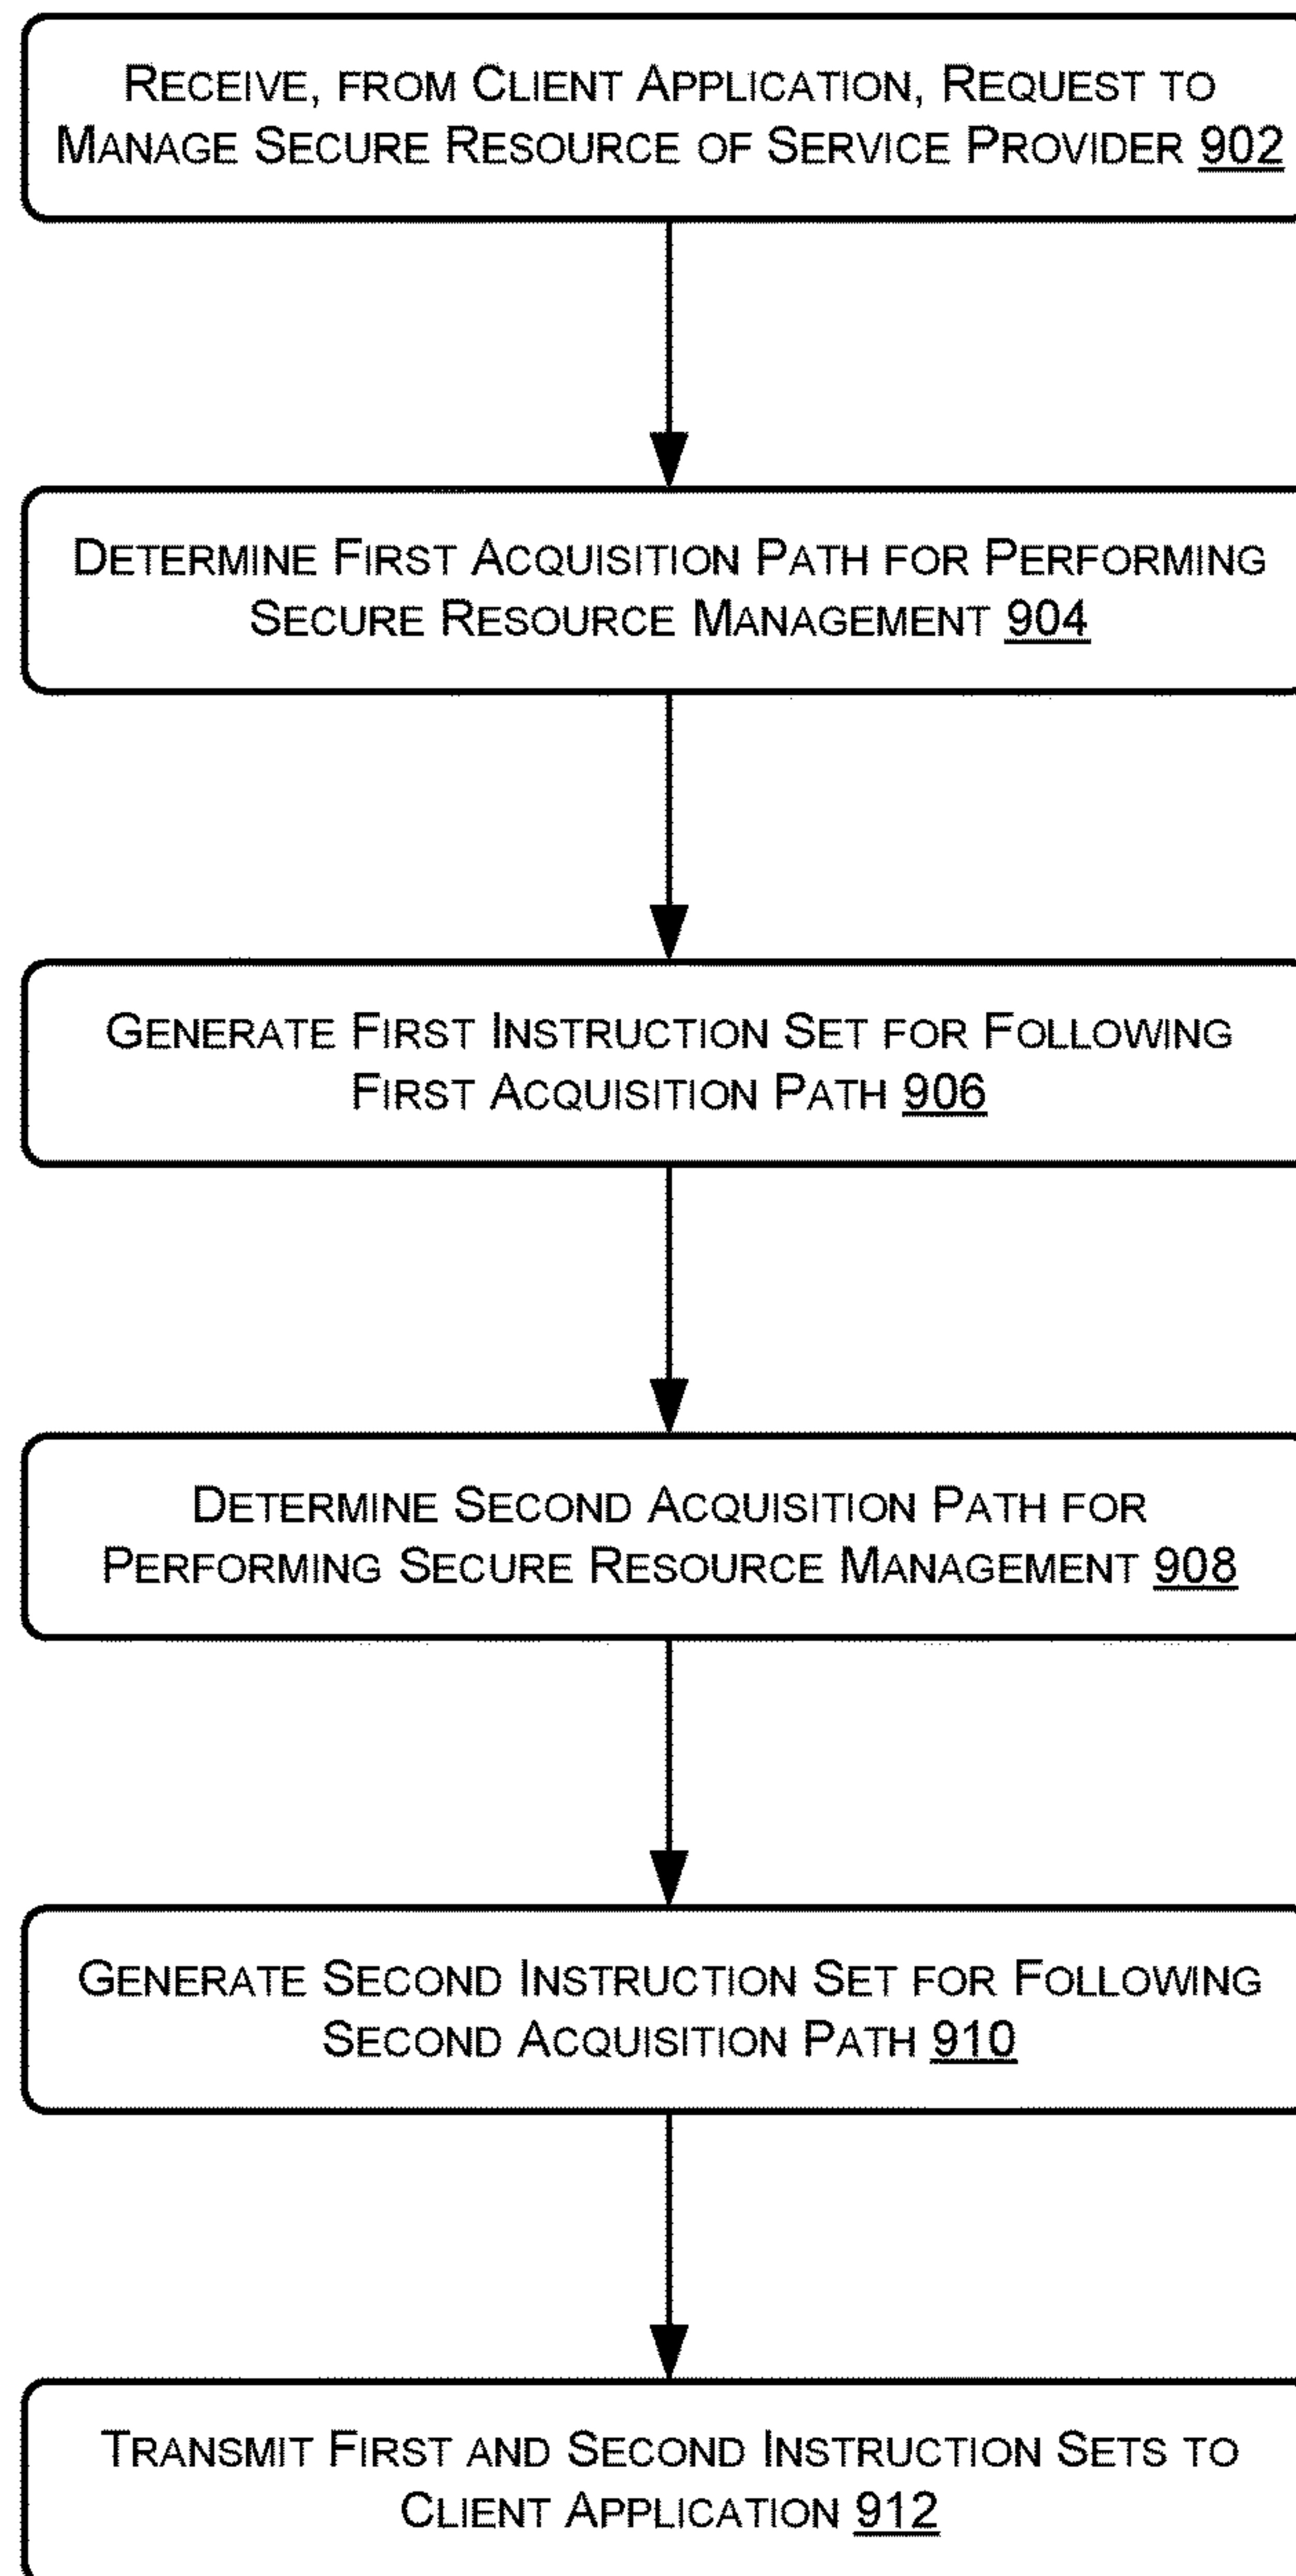 RECEIVE, FROM CLIENT APPLICATION, REQUEST TO
MANAGE SECURE RESOURCE OF SERVICE PROVIDER 902
DETERMINE FIRST ACQUISITION PATH FOR PERFORMING
SECURE RESOURCE MANAGEMENT 904
GENERATE FIRST INSTRUCTION SET FOR FOLLOWING
FIRST ACQUISITION PATH 906
DETERMINE SECOND ACQUISITION PATH FOR
PERFORMING SECURE RESOURCE MANAGEMENT 908
GENERATE SECOND INSTRUCTION SET FOR FOLLOWING
SECOND ACQUISITION PATH 910
TRANSMIT FIRST AND SECOND INSTRUCTION SETS TO
CLIENT APPLICATION 912